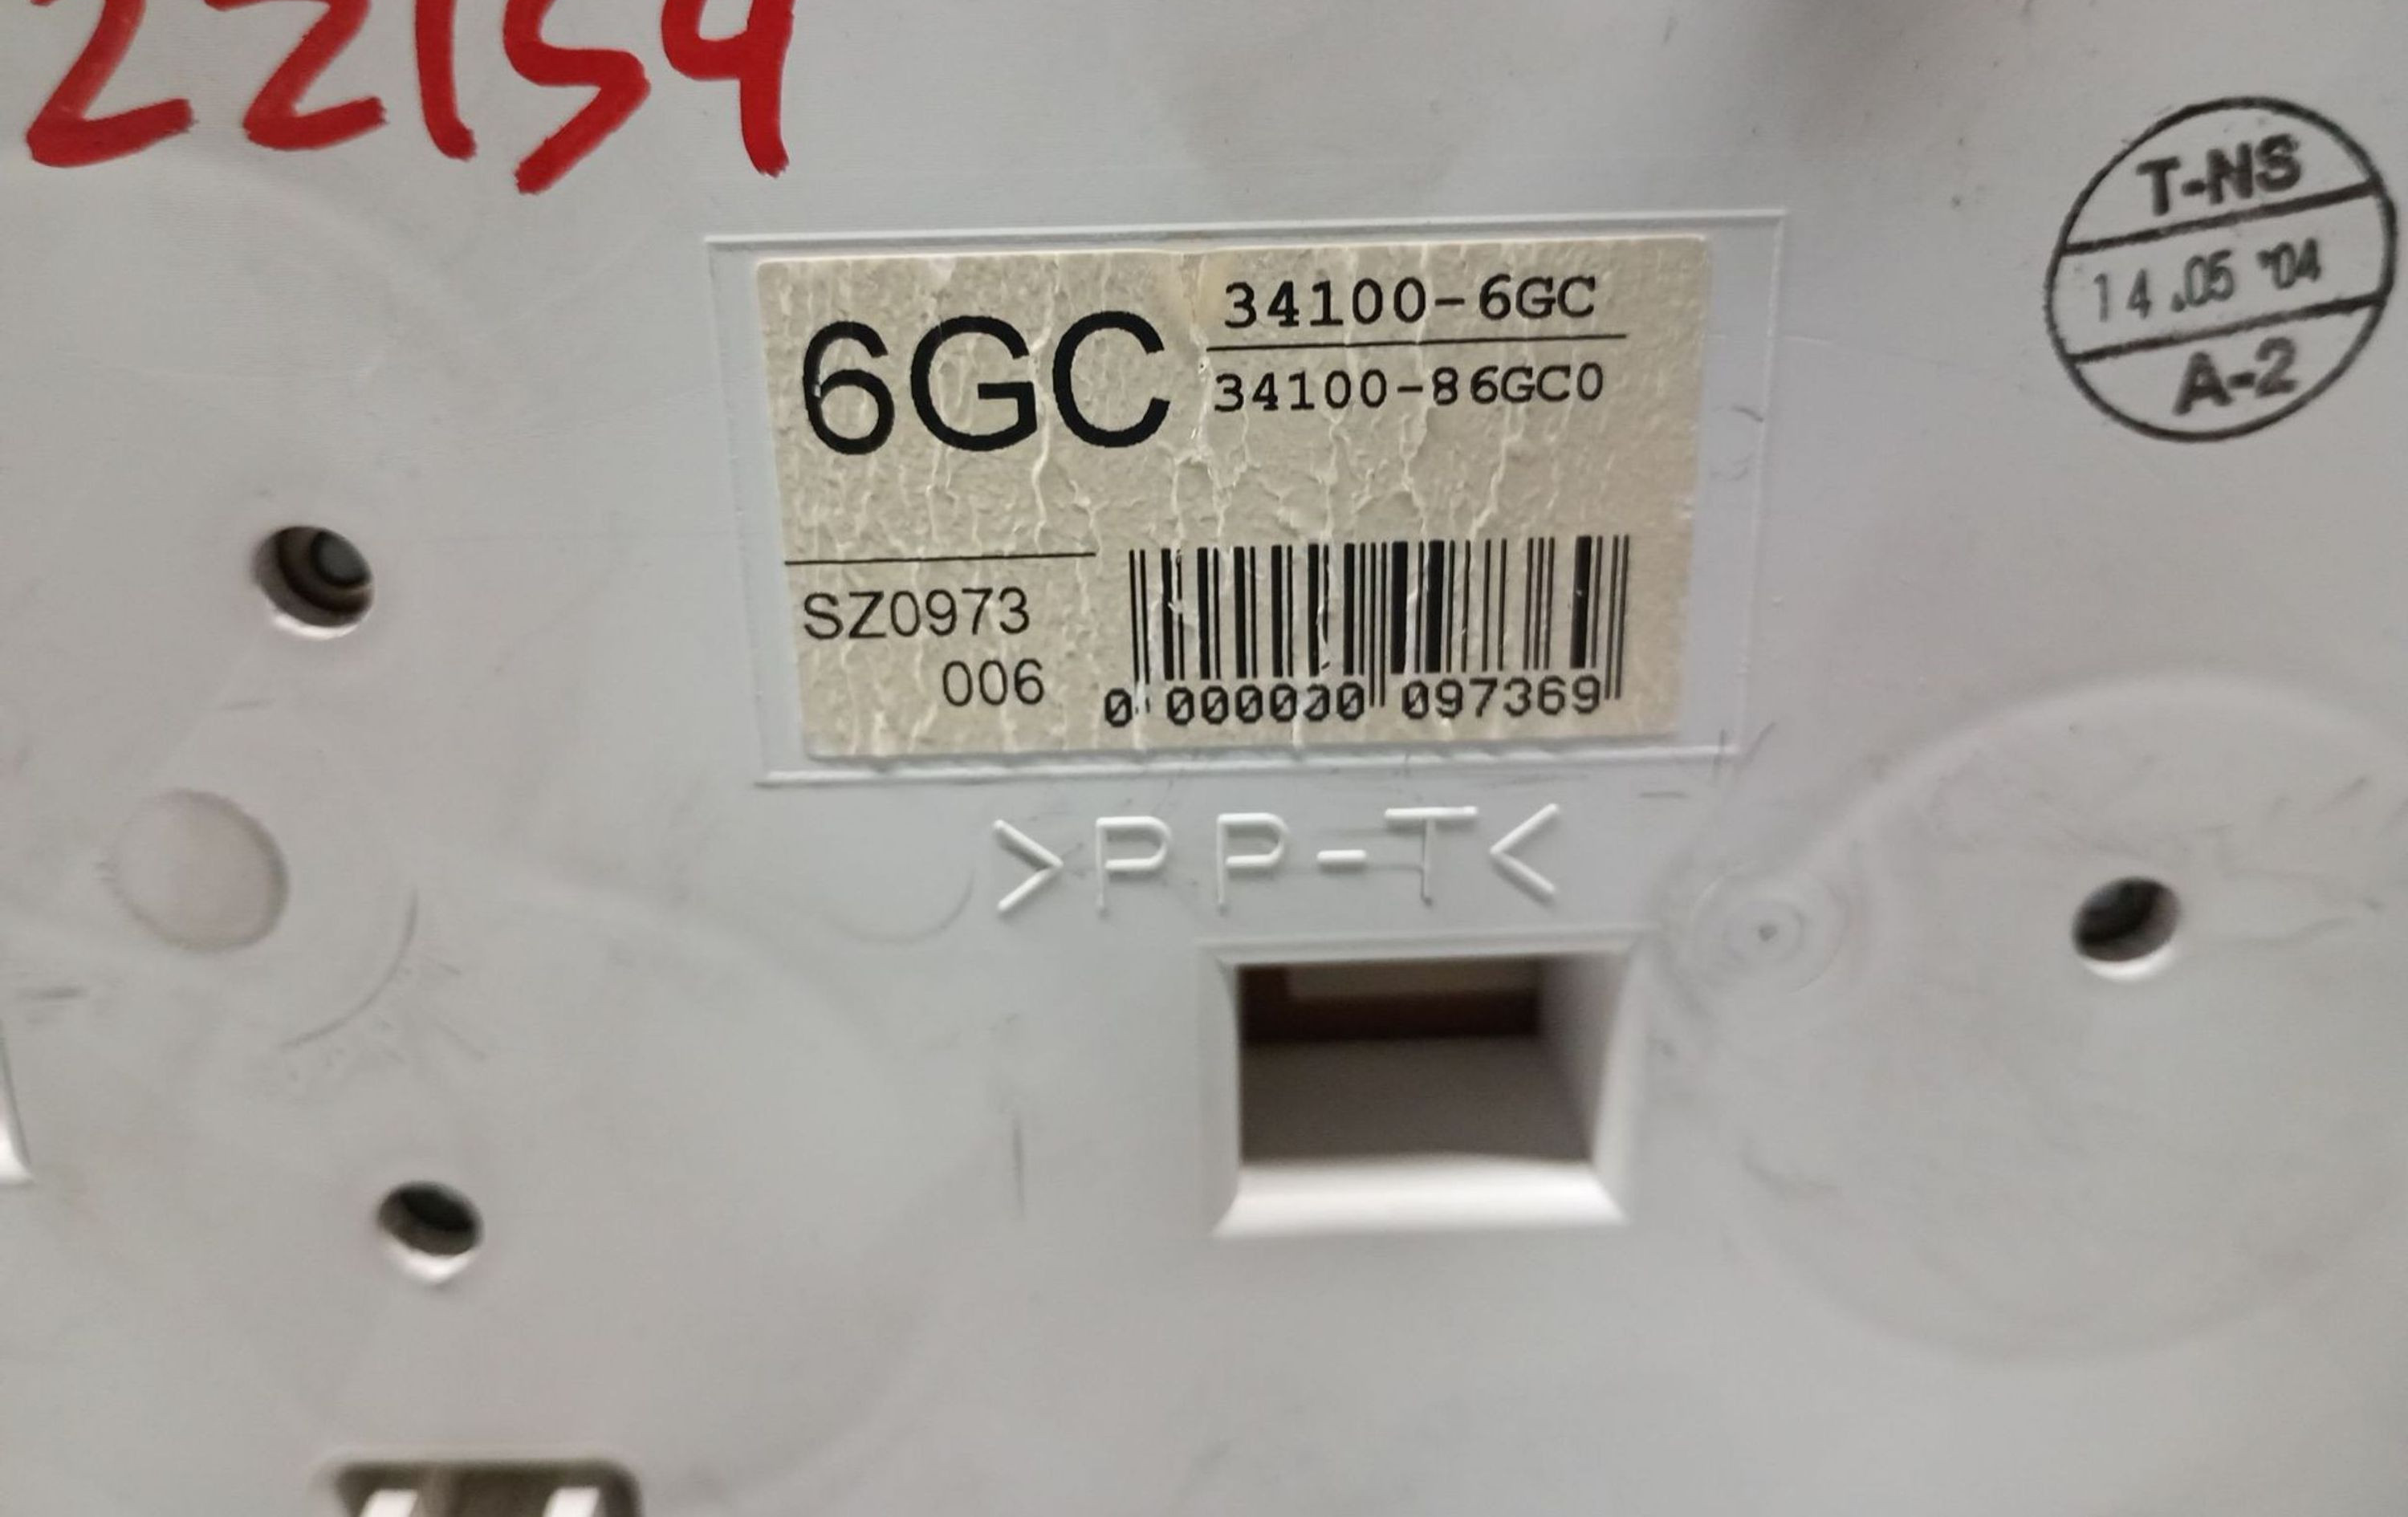 22154
T-NS
14.05 '04
A-2
6GC
34100-6GC
34100-86GC0
SZ0973
006
0 000000 097369
>PP-T<